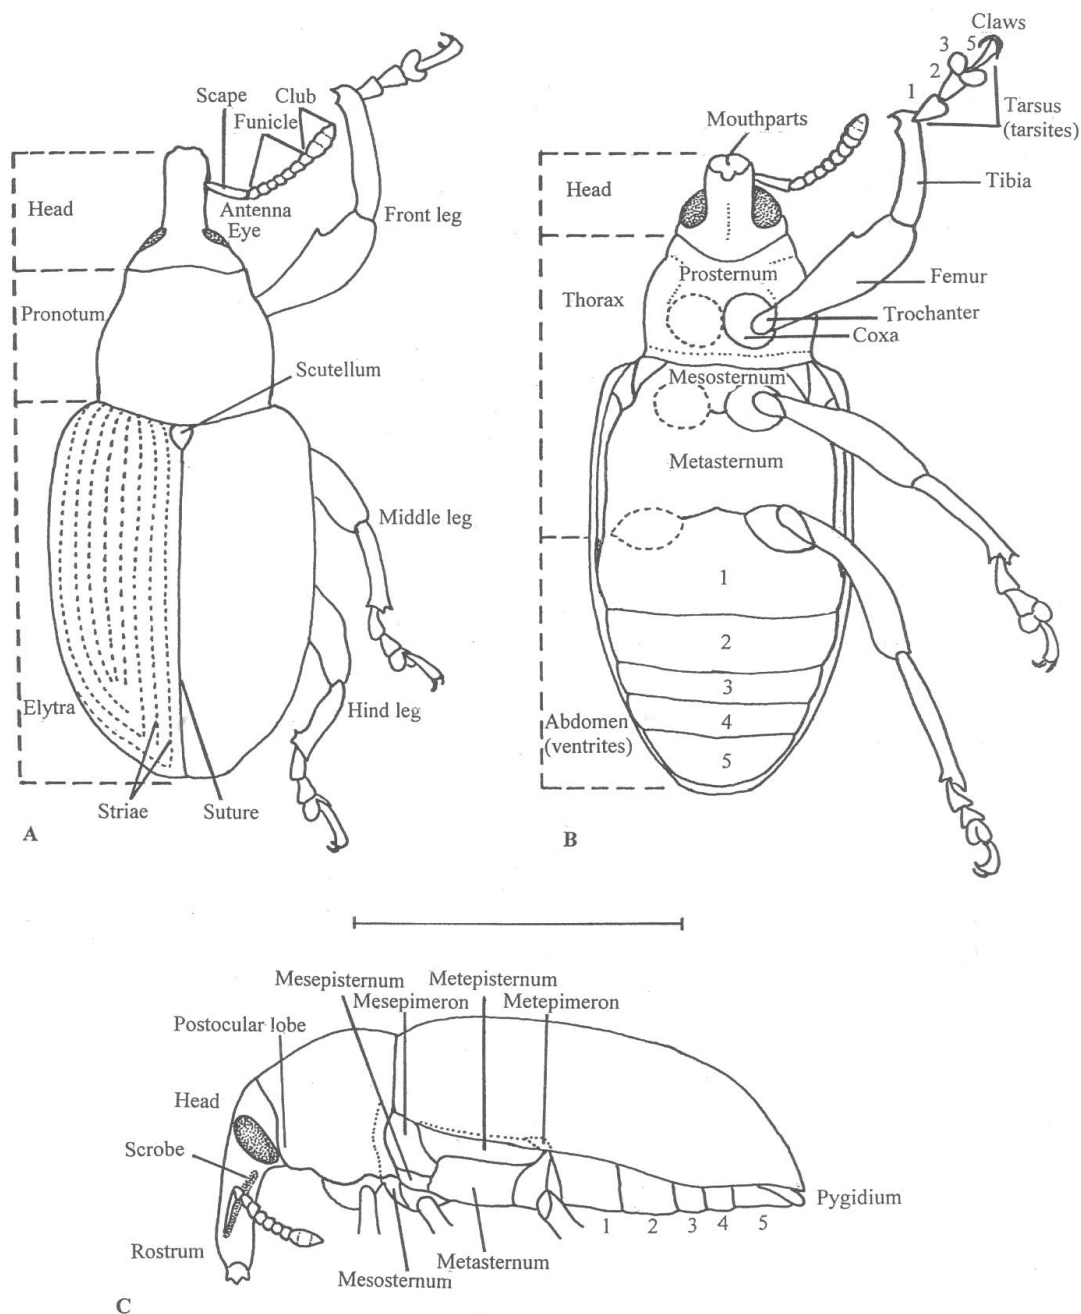 Scape
Club
Funicle
Head
Antenna
Eye
Front leg
Pronotum
Scutellum
Middle leg
Elytra
Hind leg
Striae
Suture
A
Claws
3
5
2
1
Mouthparts
Tarsus
(tarsites)
Head
Tibia
Prosternum
Femur
Thorax
Trochanter
Coxa
Mesosternum
Metasternum
1
2
3
4
5
Abdomen
(ventrites)
B
Mesepisternum
Metepisternum
Mesepimeron
Metepimeron
Postocular lobe
Head
Scrobe
Pygidium
1
2
3
4
5
Rostrum
Metasternum
Mesosternum
C